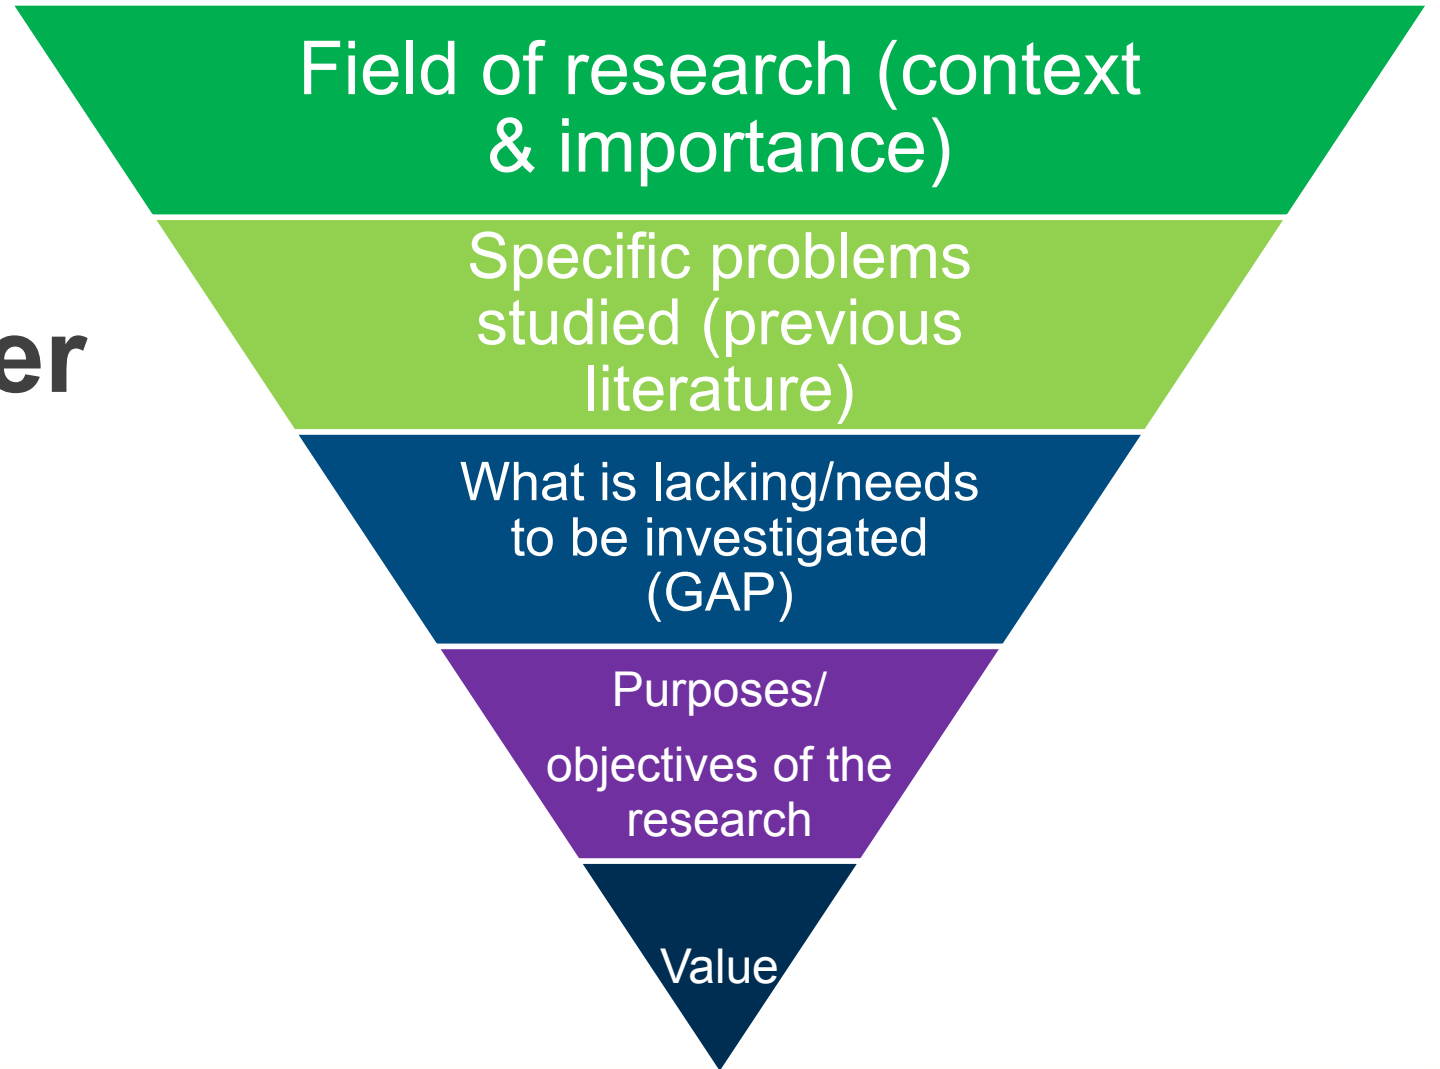 Field of research (context
& importance)
Specific problems
studied (previous
literature)
er
What is lacking/needs
to be investigated
(GAP)
Purposes/
objectives of the
research
Value